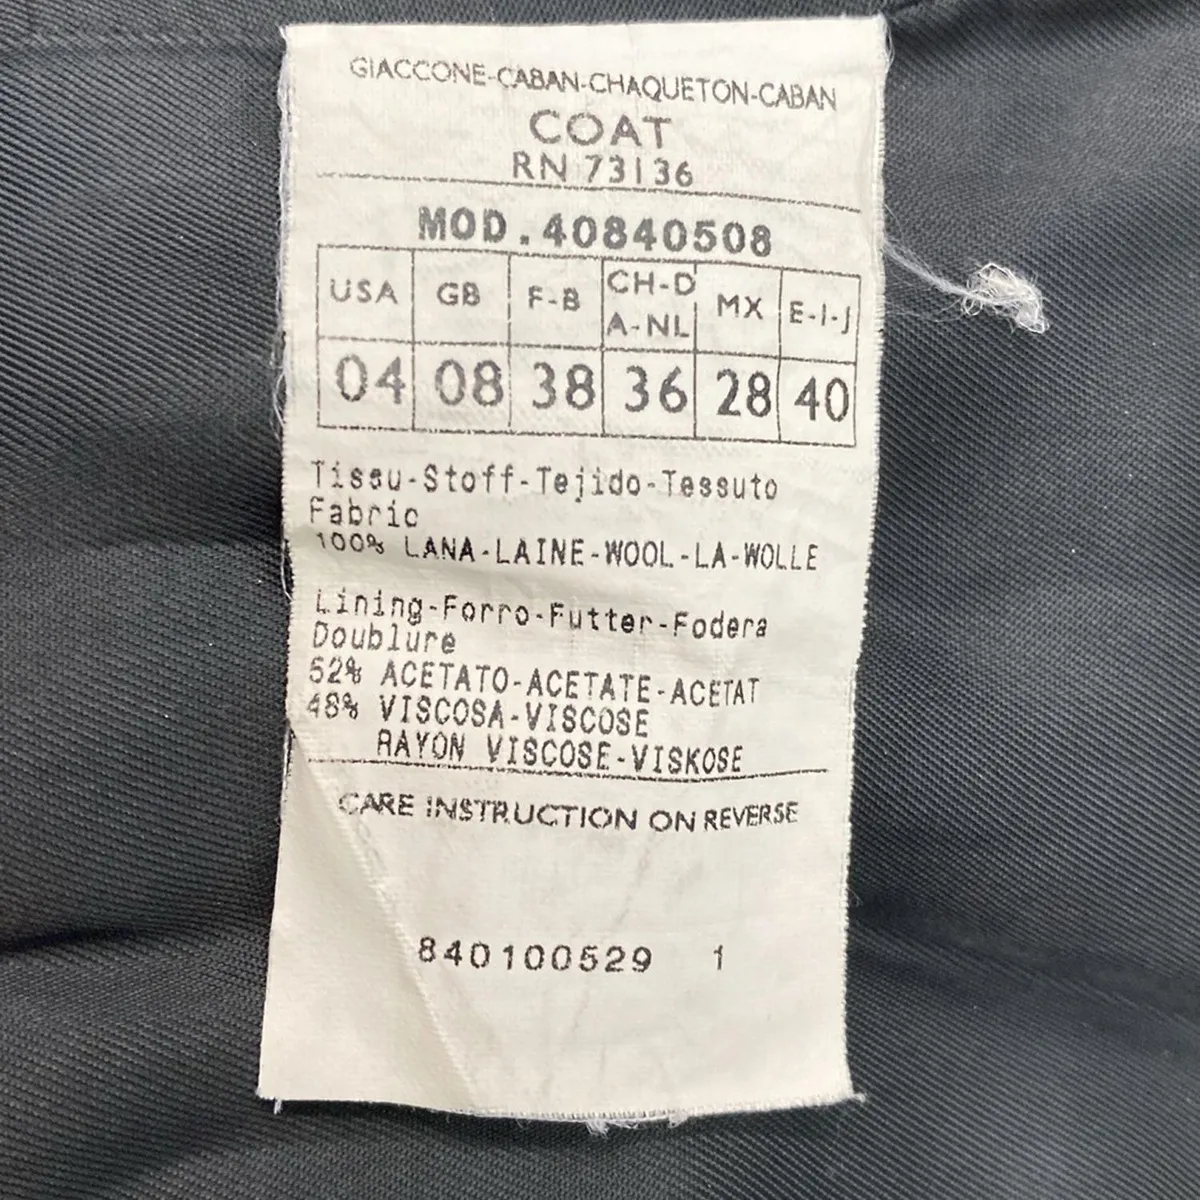 GIACCONE-CABAN-CHAQUETON-CABAN
COAT
RN 73136
MOD.40840508
USA GB F-B CH-D A-NL MX E-I-J
04 08 38 36 28 40
Tissu-Stoff-Tejido-Tessuto
Fabric
100% LANA-LAINE-WOOL-LA-WOLLE
Lining-Forro-Futter-Fodera
Doublure
52% ACETATO-ACETATE-ACETAT
48% VISCOSA-VISCOSE
RAYON VISCOSE-VISKOSE
CARE INSTRUCTION ON REVERSE
840100529 1